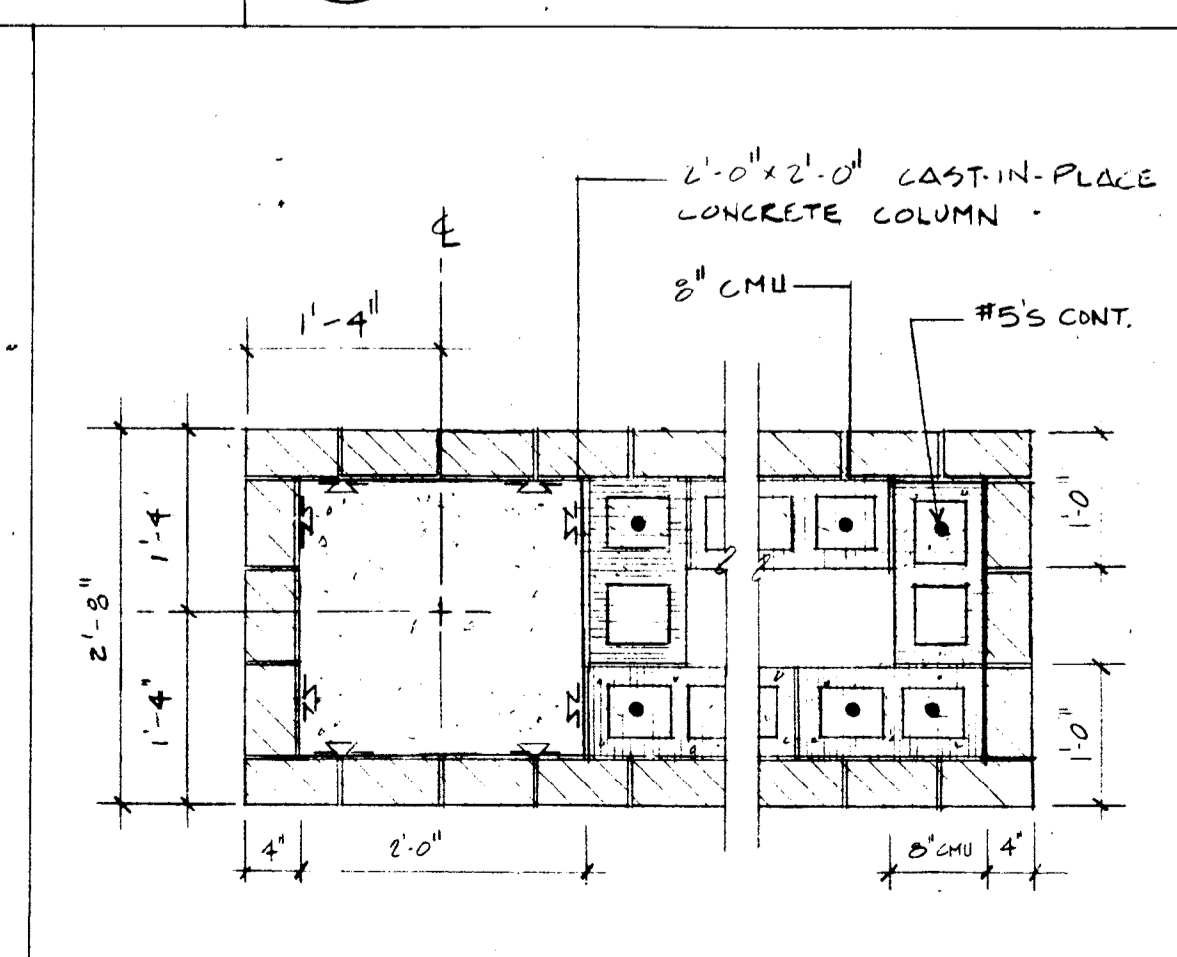 2'-0" x 2'-0" CAST-IN-PLACE
CONCRETE COLUMN
℄
8" CMU
1'-4"
#5'S CONT.
1'-4'
1'-0"
2'-8"
1'-4"
1'-0"
4"
2'-0"
8" CMU
4"